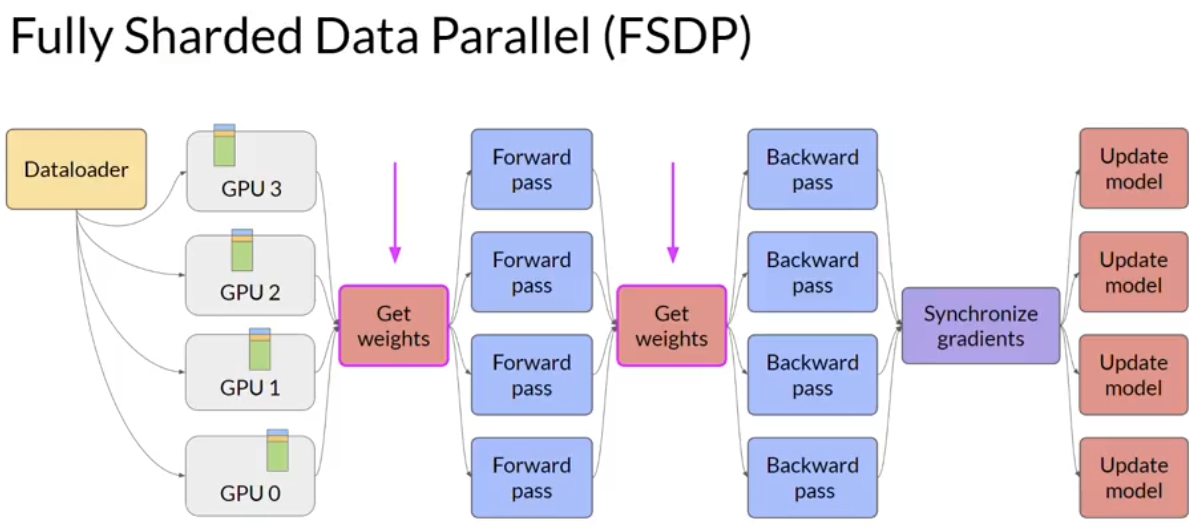 Fully Sharded Data Parallel (FSDP)
Dataloader
GPU 3
GPU 2
GPU 1
GPU 0
Get
weights
Forward
pass
Forward
pass
Forward
pass
Forward
pass
Get
weights
Backward
pass
Backward
pass
Backward
pass
Backward
pass
Synchronize
gradients
Update
model
Update
model
Update
model
Update
model